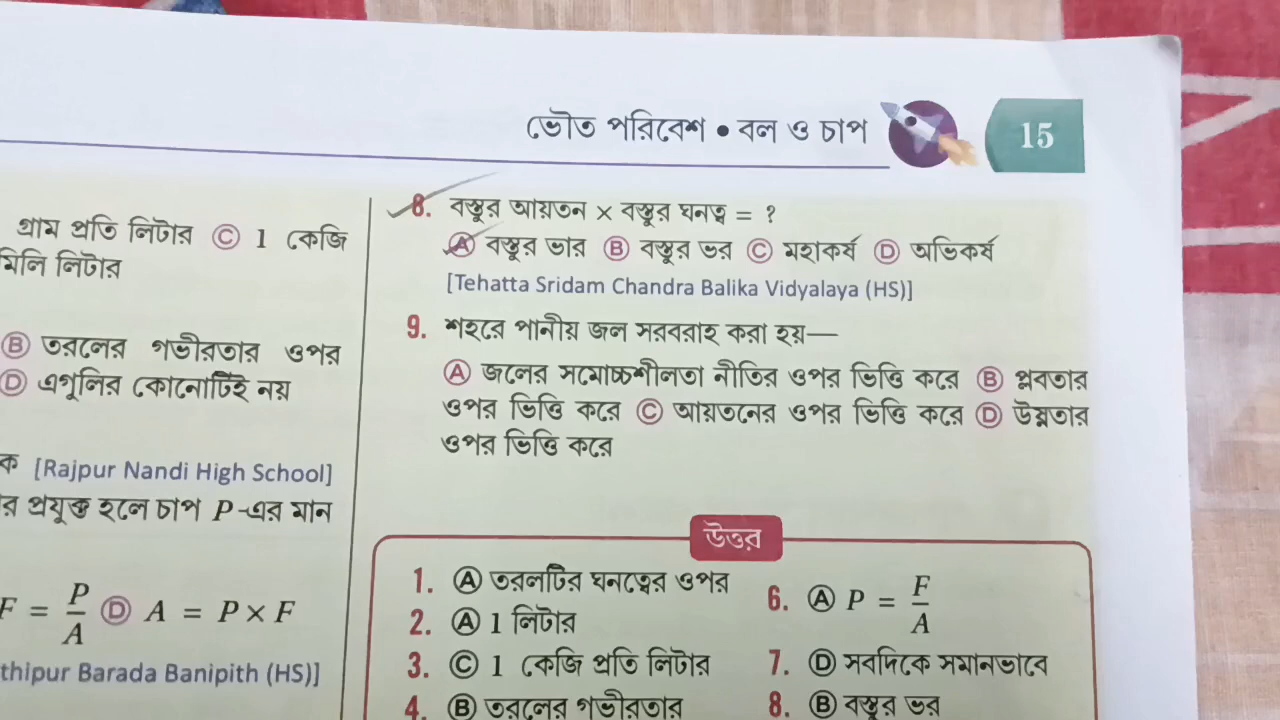 ভৌত পরিবেশ • বল ও চাপ 15
গ্রাম প্রতি লিটার Ⓒ 1 কেজি
মিলি লিটার
Ⓑ তরলের গভীরতার ওপর
Ⓓ এগুলির কোনোটিই নয়
ক [Rajpur Nandi High School]
র প্রযুক্ত হলে চাপ P-এর মান
F = P/A Ⓓ A = P × F
thipur Barada Banipith (HS)]
8. বস্তুর আয়তন × বস্তুর ঘনত্ব = ?
Ⓐ বস্তুর ভার Ⓑ বস্তুর ভর Ⓒ মহাকর্ষ Ⓓ অভিকর্ষ
[Tehatta Sridam Chandra Balika Vidyalaya (HS)]
9. শহরে পানীয় জল সরবরাহ করা হয়—
Ⓐ জলের সমোচ্চশীলতা নীতির ওপর ভিত্তি করে Ⓑ প্লবতার
ওপর ভিত্তি করে Ⓒ আয়তনের ওপর ভিত্তি করে Ⓓ উষ্ণতার
ওপর ভিত্তি করে
উত্তর
1. Ⓐ তরলটির ঘনত্বের ওপর
2. Ⓐ 1 লিটার
3. Ⓒ 1 কেজি প্রতি লিটার
4. Ⓑ তরলের গভীরতার
6. Ⓐ P = F/A
7. Ⓓ সবদিকে সমানভাবে
8. Ⓑ বস্তুর ভর